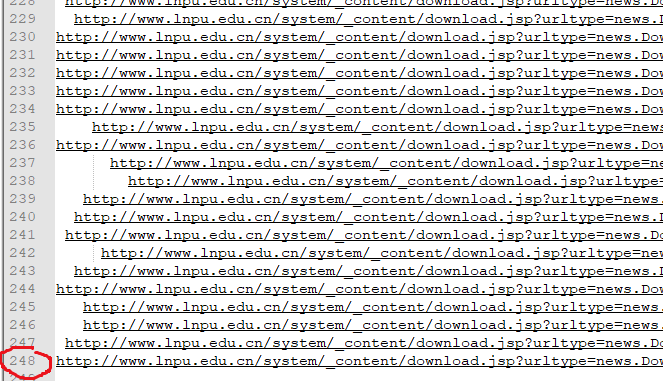 228 http://www.lnpu.edu.cn/system/_content/download.jsp?urltype=news.Do
229 http://www.lnpu.edu.cn/system/_content/download.jsp?urltype=news.D
230 http://www.lnpu.edu.cn/system/_content/download.jsp?urltype=news.Dow
231 http://www.lnpu.edu.cn/system/_content/download.jsp?urltype=news.Dow
232 http://www.lnpu.edu.cn/system/_content/download.jsp?urltype=news.Dow
233 http://www.lnpu.edu.cn/system/_content/download.jsp?urltype=news.Dow
234 http://www.lnpu.edu.cn/system/_content/download.jsp?urltype=news.Dow
235 http://www.lnpu.edu.cn/system/_content/download.jsp?urltype=news
236 http://www.lnpu.edu.cn/system/_content/download.jsp?urltype=news.Dow
237 http://www.lnpu.edu.cn/system/_content/download.jsp?urltype=ne
238 http://www.lnpu.edu.cn/system/_content/download.jsp?urltype=
239 http://www.lnpu.edu.cn/system/_content/download.jsp?urltype=news.
240 http://www.lnpu.edu.cn/system/_content/download.jsp?urltype=news.D
241 http://www.lnpu.edu.cn/system/_content/download.jsp?urltype=news.Do
242 http://www.lnpu.edu.cn/system/_content/download.jsp?urltype=new
243 http://www.lnpu.edu.cn/system/_content/download.jsp?urltype=news.D
244 http://www.lnpu.edu.cn/system/_content/download.jsp?urltype=news.Dow
245 http://www.lnpu.edu.cn/system/_content/download.jsp?urltype=news.
246 http://www.lnpu.edu.cn/system/_content/download.jsp?urltype=news.
247 http://www.lnpu.edu.cn/system/_content/download.jsp?urltype=news.Do
248 http://www.lnpu.edu.cn/system/_content/download.jsp?urltype=news.Dow